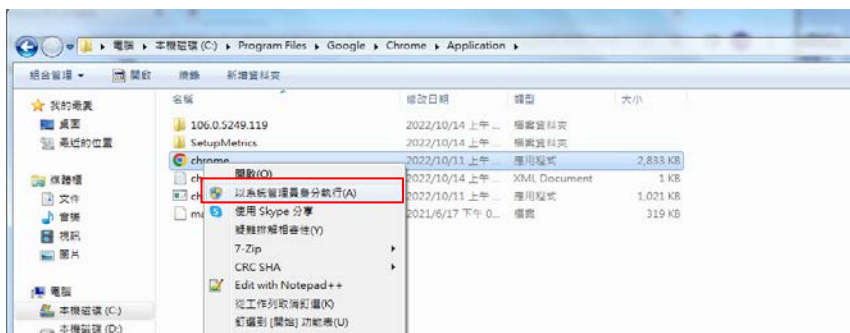 電腦 本機磁碟 (C:) Program Files Google Chrome Application
組合管理 開啟 燒錄 新增資料夾
名稱 修改日期 類型 大小
我的最愛
桌面
最近的位置
媒體櫃
文件
音樂
視訊
圖片
電腦
本機磁碟 (C:)
本機磁碟 (D:)
106.0.5249.119 2022/10/14 上午 ... 檔案資料夾
SetupMetrics 2022/10/14 上午 ... 檔案資料夾
chrome 2022/10/11 上午 ... 應用程式 2,833 KB
ch 2022/10/14 上午 ... XML Document 1 KB
ch 2022/10/11 上午 ... 應用程式 1,021 KB
ma 2021/6/17 下午 0... 檔案 319 KB
開啟(O)
以系統管理員身分執行(A)
使用 Skype 分享
疑難排解相容性(Y)
7-Zip
CRC SHA
Edit with Notepad++
從工作列取消釘選(K)
釘選到 [開始] 功能表(U)